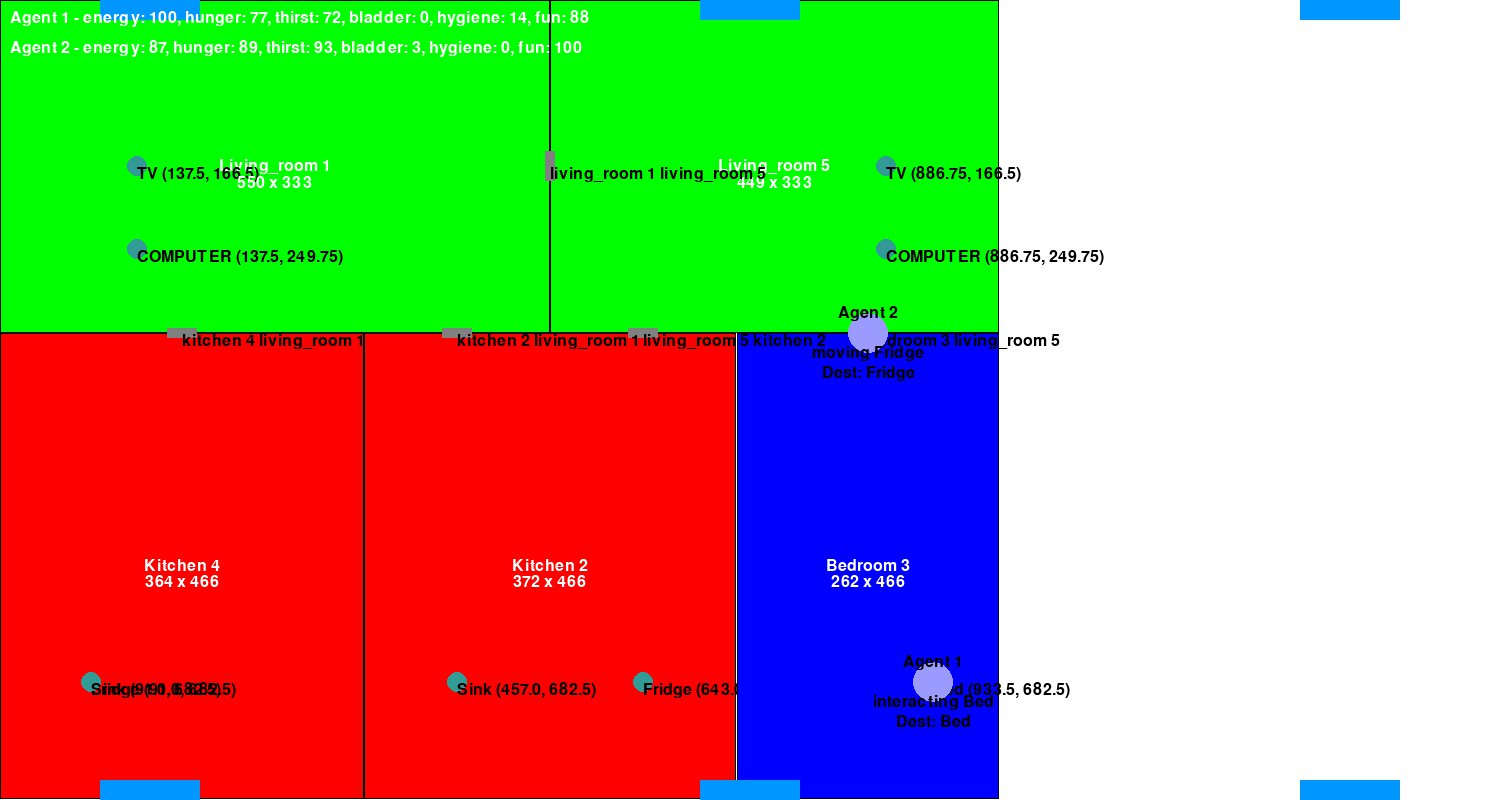 Agent 1 - energy: 100, hunger: 77, thirst: 72, bladder: 0, hygiene: 14, fun: 88
Agent 2 - energy: 87, hunger: 89, thirst: 93, bladder: 3, hygiene: 0, fun: 100
Living_room 1
550 x 333
TV (137.5, 166.5)
living_room 1 living_room 5
Living_room 5
449 x 333
TV (886.75, 166.5)
COMPUTER (137.5, 249.75)
COMPUTER (886.75, 249.75)
Agent 2
kitchen 4 living_room 1
kitchen 2 living_room 1
living_room 5 kitchen 2
droom 3 living_room 5
moving Fridge
Dest: Fridge
Kitchen 4
364 x 466
Kitchen 2
372 x 466
Bedroom 3
262 x 466
Agent 1
Sink (457.0, 682.5)
Fridge (643.0
d (933.5, 682.5)
interacting Bed
Dest: Bed